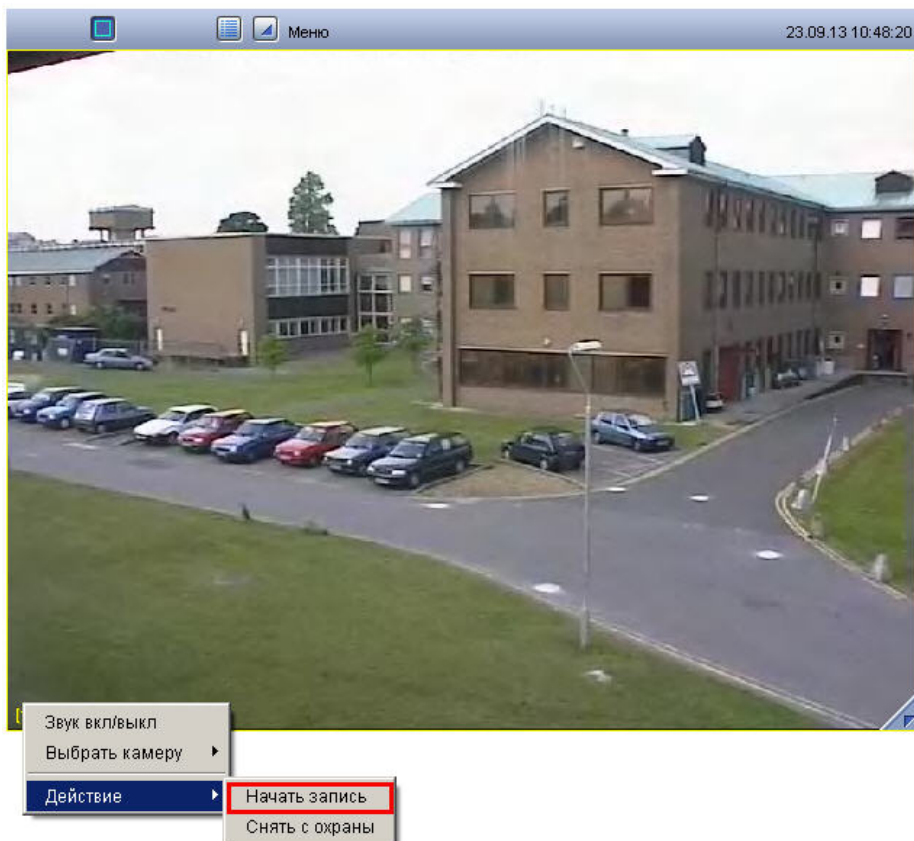 Меню
23.09.13 10:48:20
Звук вкл/выкл
Выбрать камеру
Действие
Начать запись
Снять с охраны